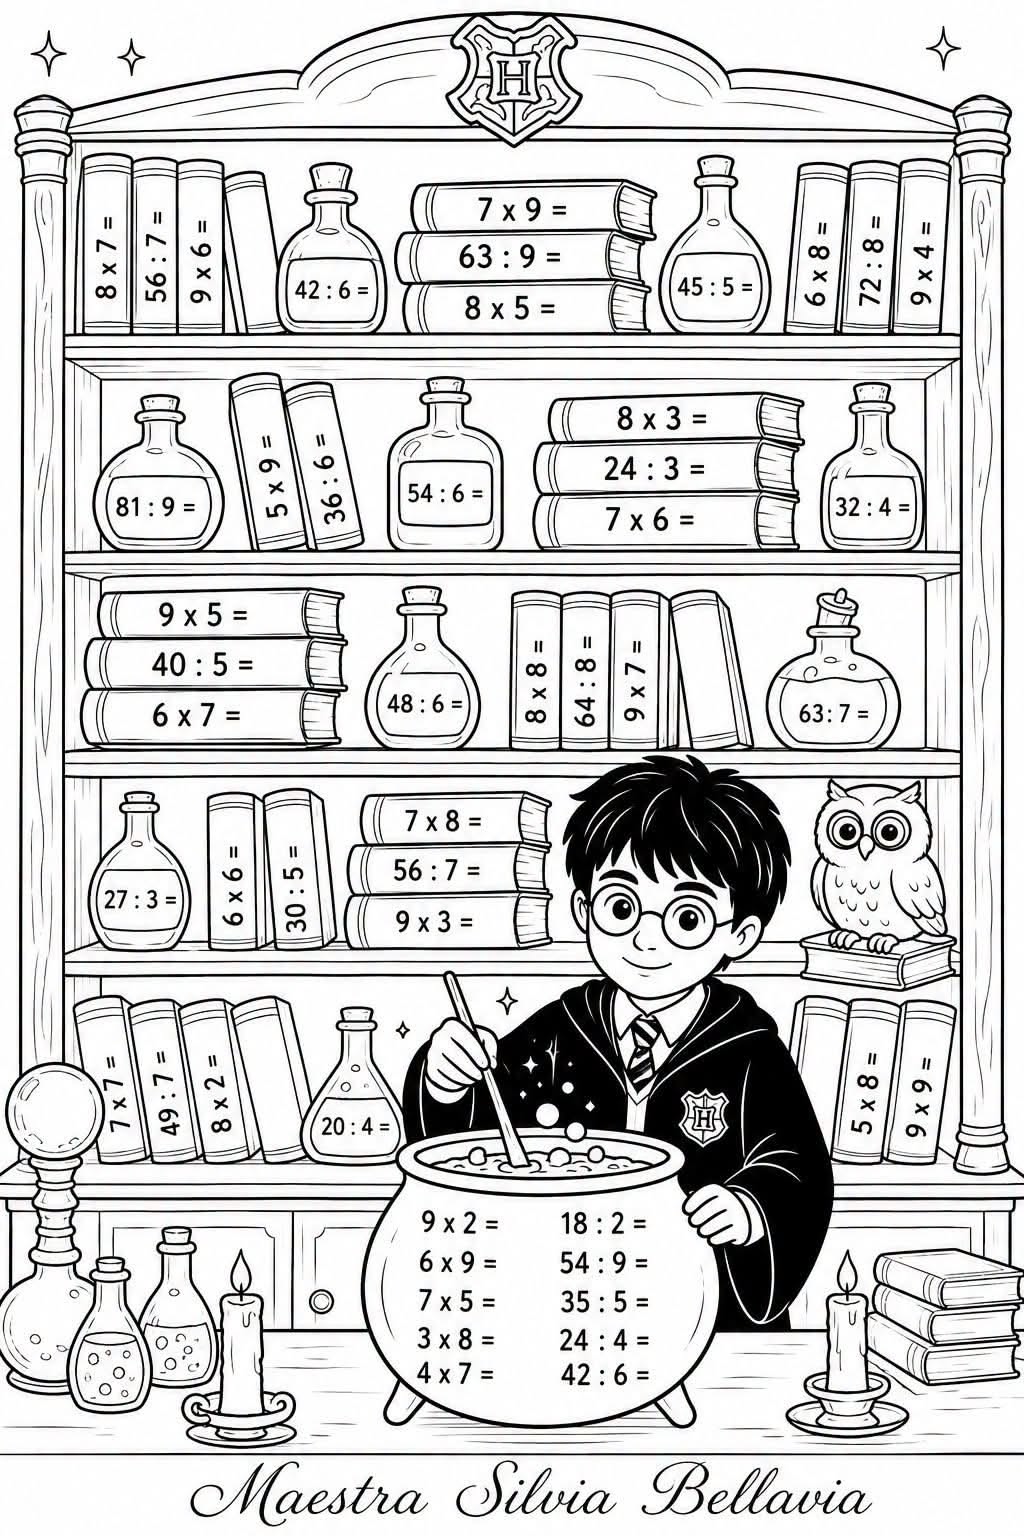 H
8 x 7 =
56 : 7 =
9 x 6 =
42 : 6 =
7 x 9 =
63 : 9 =
8 x 5 =
45 : 5 =
6 x 8 =
72 : 8 =
9 x 4 =
81 : 9 =
5 x 9 =
36 : 6 =
54 : 6 =
8 x 3 =
24 : 3 =
7 x 6 =
32 : 4 =
9 x 5 =
40 : 5 =
6 x 7 =
48 : 6 =
8 x 8 =
64 : 8 =
9 x 7 =
63: 7 =
27 : 3 =
6 x 6 =
30 : 5 =
7 x 8 =
56 : 7 =
9 x 3 =
7 x 7 =
49 : 7 =
8 x 2 =
20 : 4 =
H
5 x 8 =
9 x 9 =
9 x 2 = 18 : 2 =
6 x 9 = 54 : 9 =
7 x 5 = 35 : 5 =
3 x 8 = 24 : 4 =
4 x 7 = 42 : 6 =
Maestra Silvia Bellavia